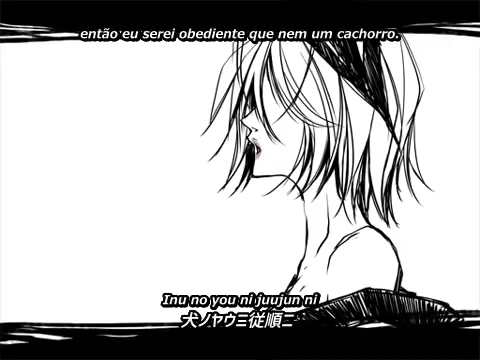 então eu serei obediente que nem um cachorro.
Inu no you ni juujun ni
犬ノヤウニ従順ニ